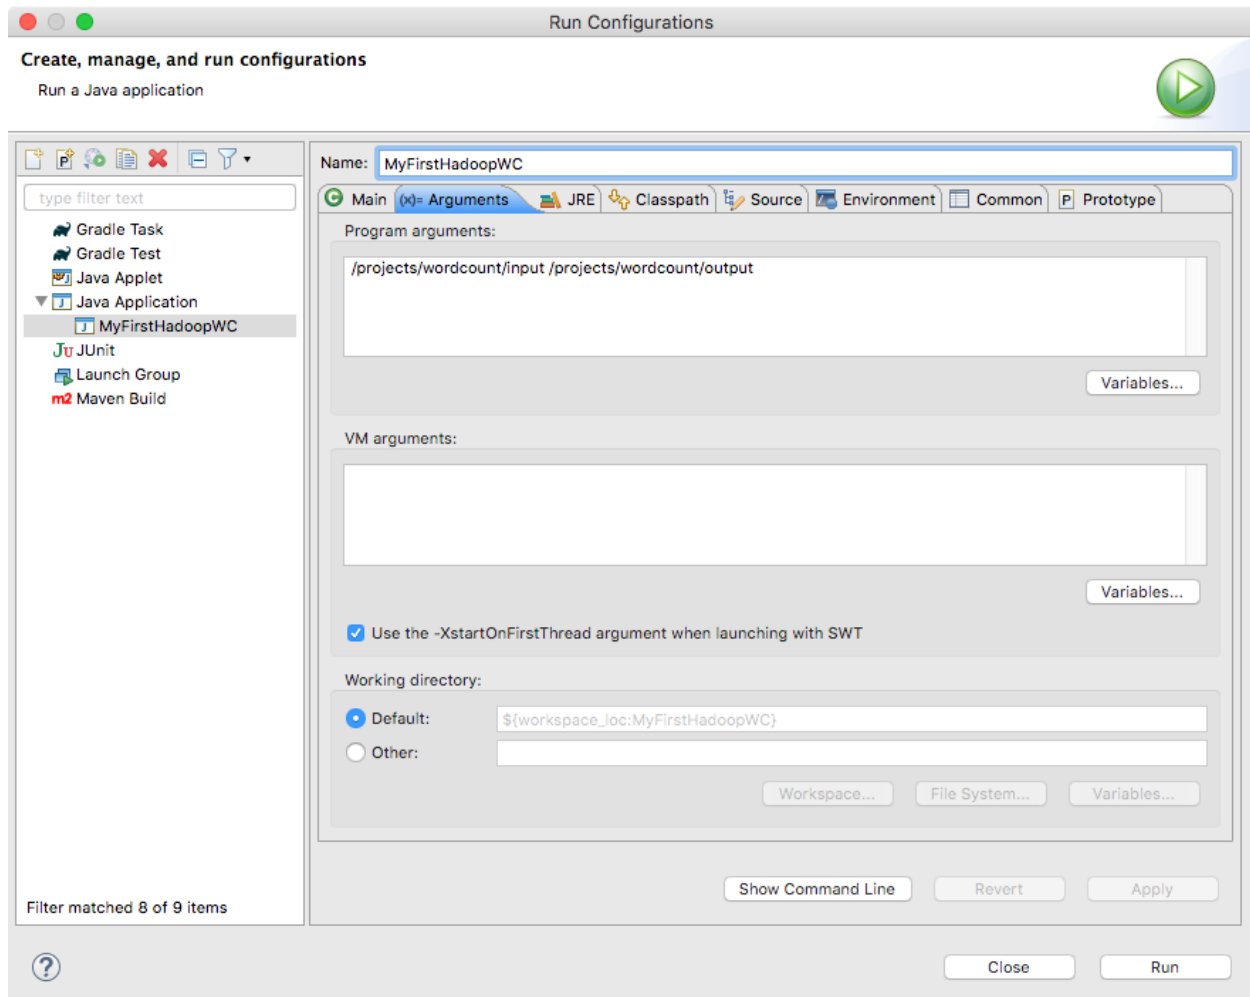 Run Configurations
Create, manage, and run configurations
Run a Java application
type filter text
Gradle Task
Gradle Test
Java Applet
Java Application
MyFirstHadoopWC
JUnit
Launch Group
m2 Maven Build
Filter matched 8 of 9 items
Name: MyFirstHadoopWC
Main (x)= Arguments JRE Classpath Source Environment Common P Prototype
Program arguments:
/projects/wordcount/input /projects/wordcount/output
Variables...
VM arguments:
Variables...
Use the -XstartOnFirstThread argument when launching with SWT
Working directory:
Default: ${workspace_loc:MyFirstHadoopWC}
Other:
Workspace... File System... Variables...
Show Command Line Revert Apply
? Close Run